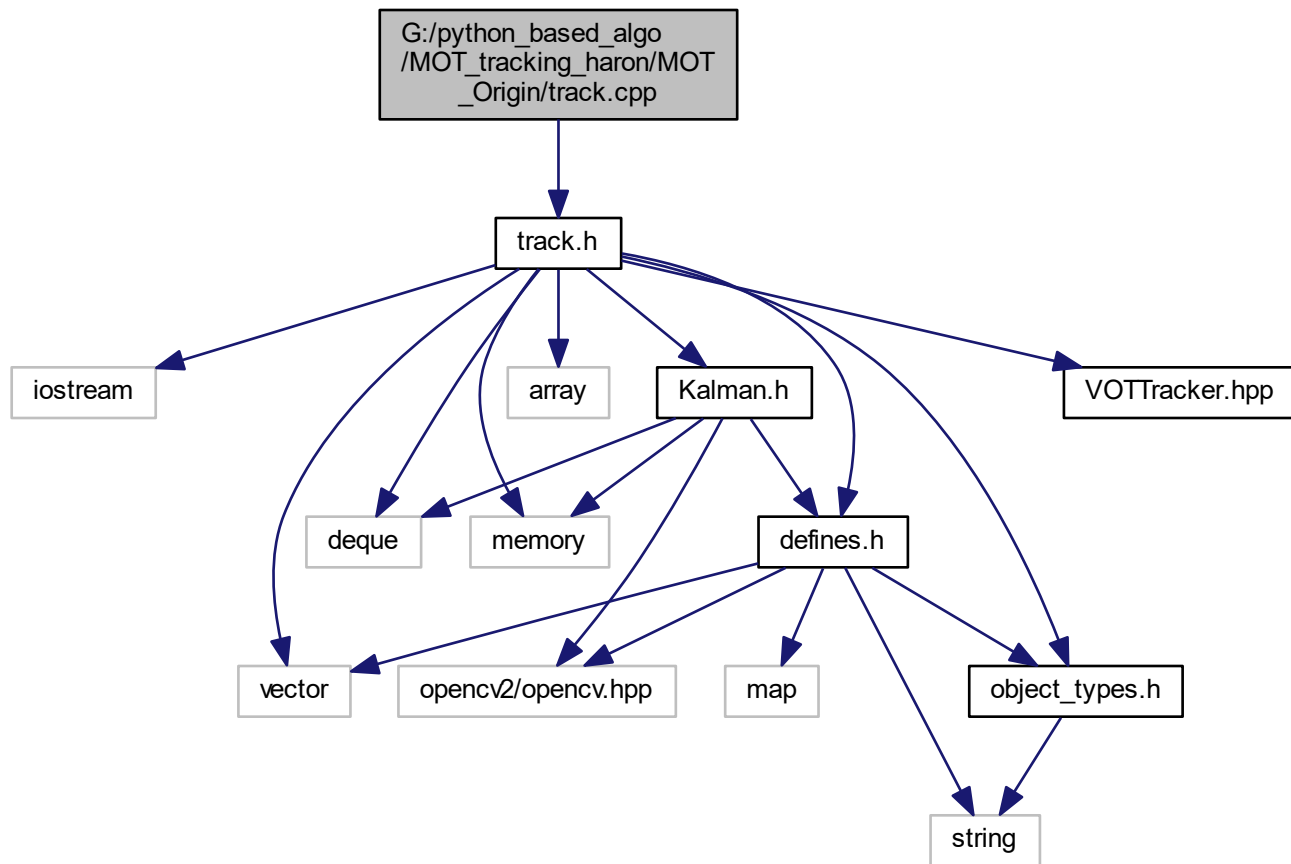 G:/python_based_algo
/MOT_tracking_haron/MOT
_Origin/track.cpp
track.h
iostream
array
Kalman.h
VOTTracker.hpp
deque
memory
defines.h
vector
opencv2/opencv.hpp
map
object_types.h
string